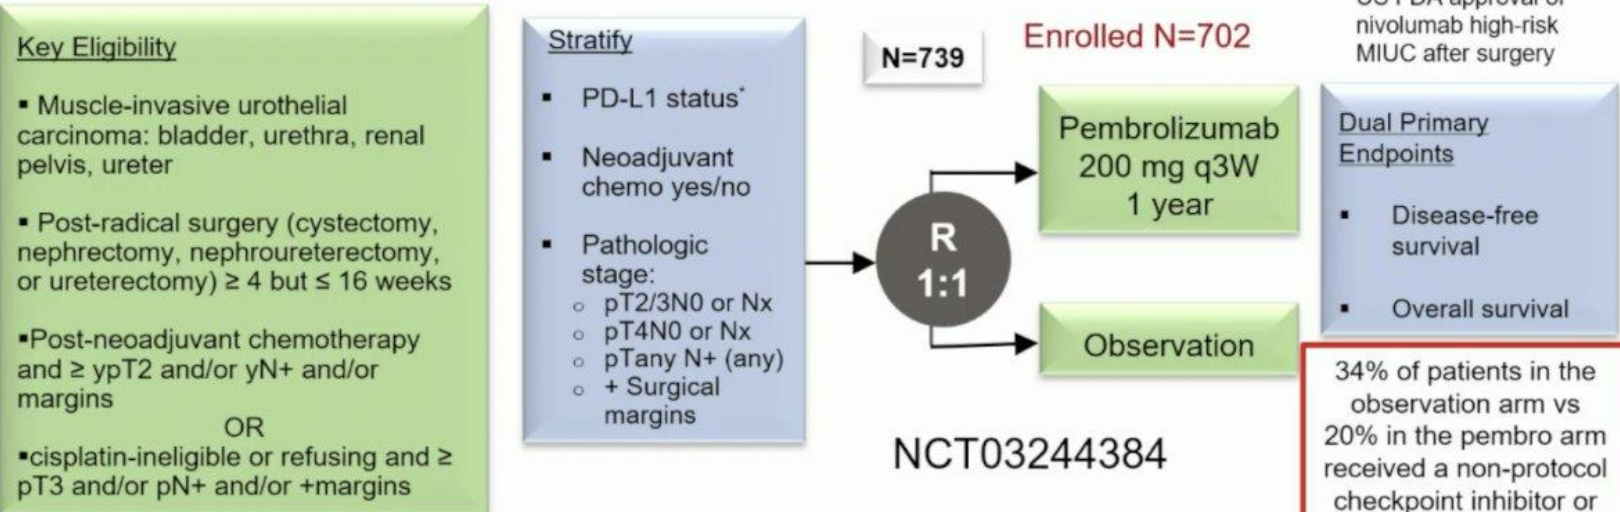 Key Eligibility
▪ Muscle-invasive urothelial
carcinoma: bladder, urethra, renal
pelvis, ureter
▪ Post-radical surgery (cystectomy,
nephrectomy, nephroureterectomy,
or ureterectomy) ≥ 4 but ≤ 16 weeks
▪Post-neoadjuvant chemotherapy
and ≥ ypT2 and/or yN+ and/or
margins
OR
▪cisplatin-ineligible or refusing and ≥
pT3 and/or pN+ and/or +margins
Stratify
▪ PD-L1 status*
▪ Neoadjuvant
chemo yes/no
▪ Pathologic
stage:
○ pT2/3N0 or Nx
○ pT4N0 or Nx
○ pTany N+ (any)
○ + Surgical
margins
N=739
Enrolled N=702
R
1:1
Pembrolizumab
200 mg q3W
1 year
Observation
NCT03244384
approval of
nivolumab high-risk
MIUC after surgery
Dual Primary
Endpoints
▪ Disease-free
survival
▪ Overall survival
34% of patients in the
observation arm vs
20% in the pembro arm
received a non-protocol
checkpoint inhibitor or